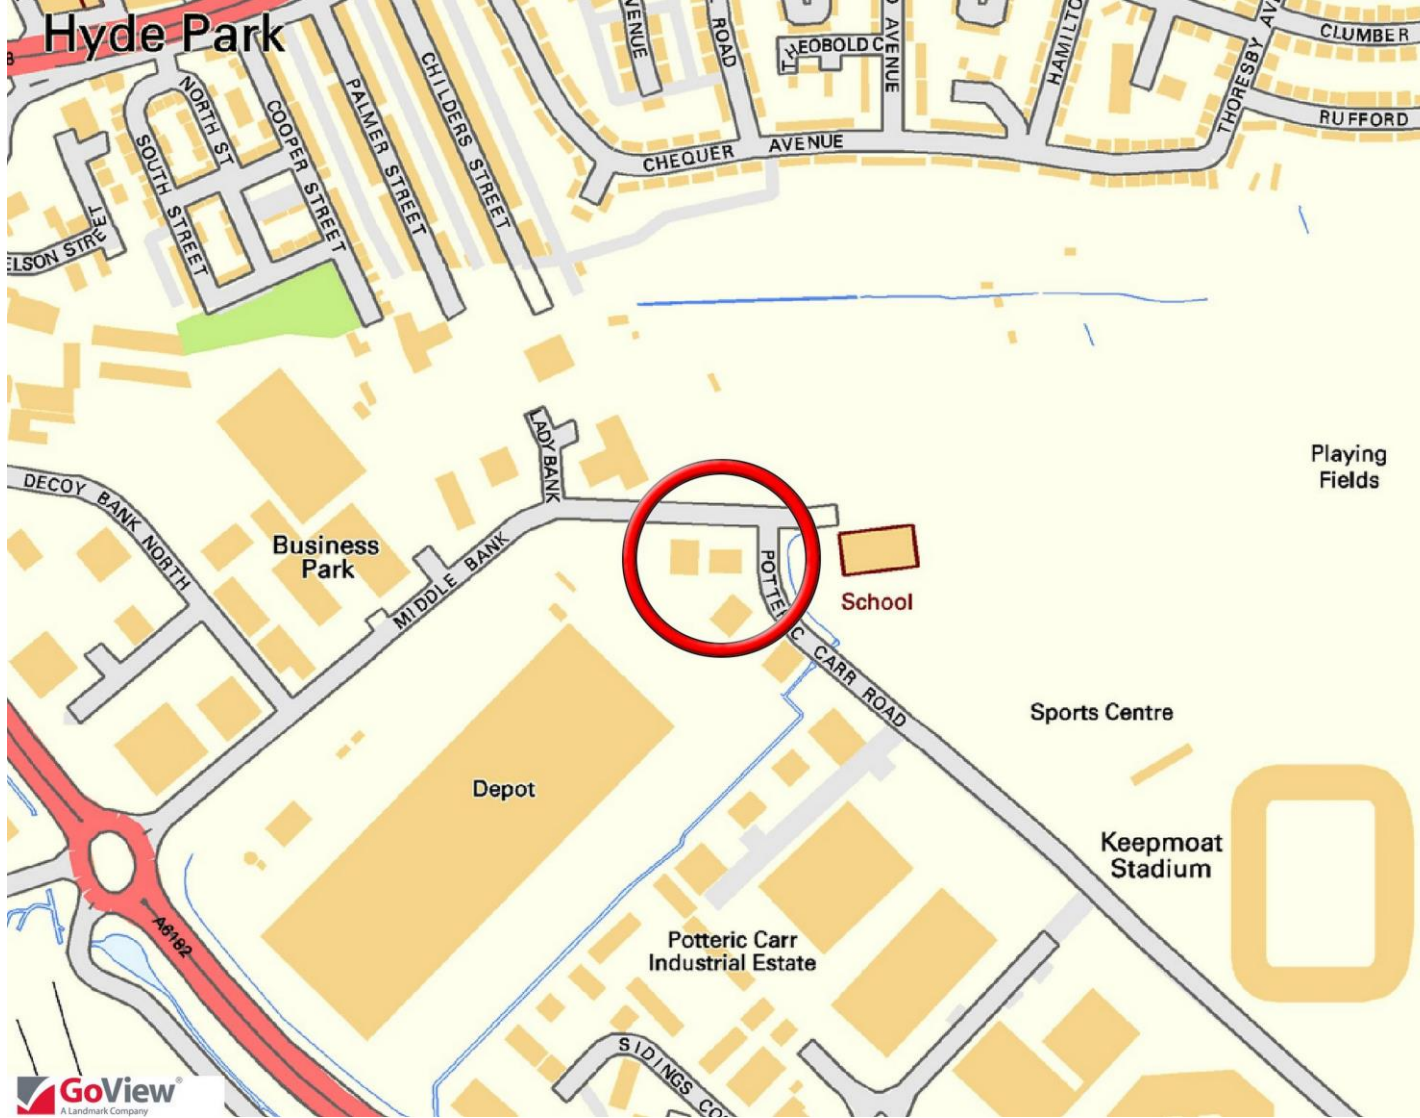 Hyde Park
NORTH ST
SOUTH STREET
COOPER STREET
PALMER STREET
CHILDERS STREET
VENUE
L ROAD
THEOBOLD C
AVENUE
HAMILTO
THORESBY AV
CLUMBER
RUFFORD
CHEQUER AVENUE
ELSON STREET
LADY BANK
Playing
Fields
DECOY BANK NORTH
Business
Park
MIDDLE BANK
POTTERIC CARR ROAD
School
Sports Centre
Depot
Keepmoat
Stadium
A6182
Potteric Carr
Industrial Estate
SIDINGS CO
GoView®
A Landmark Company